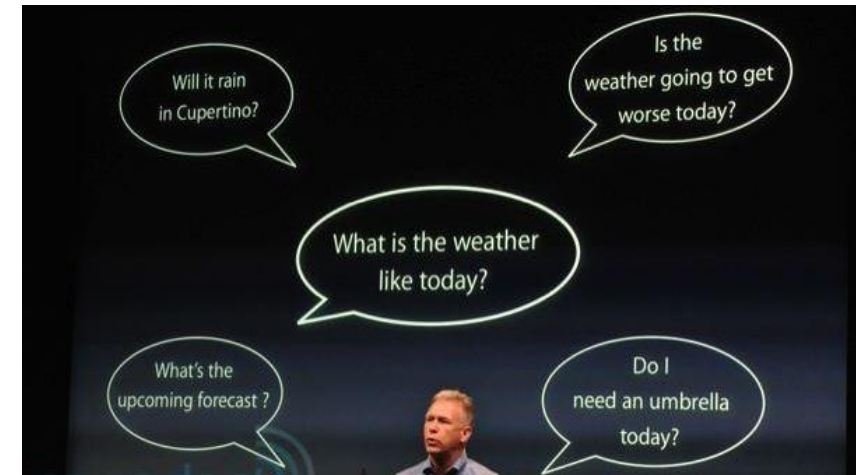 Will it rain
in Cupertino?
Is the
weather going to get
worse today?
What is the weather
like today?
What's the
upcoming forecast ?
Do I
need an umbrella
today?